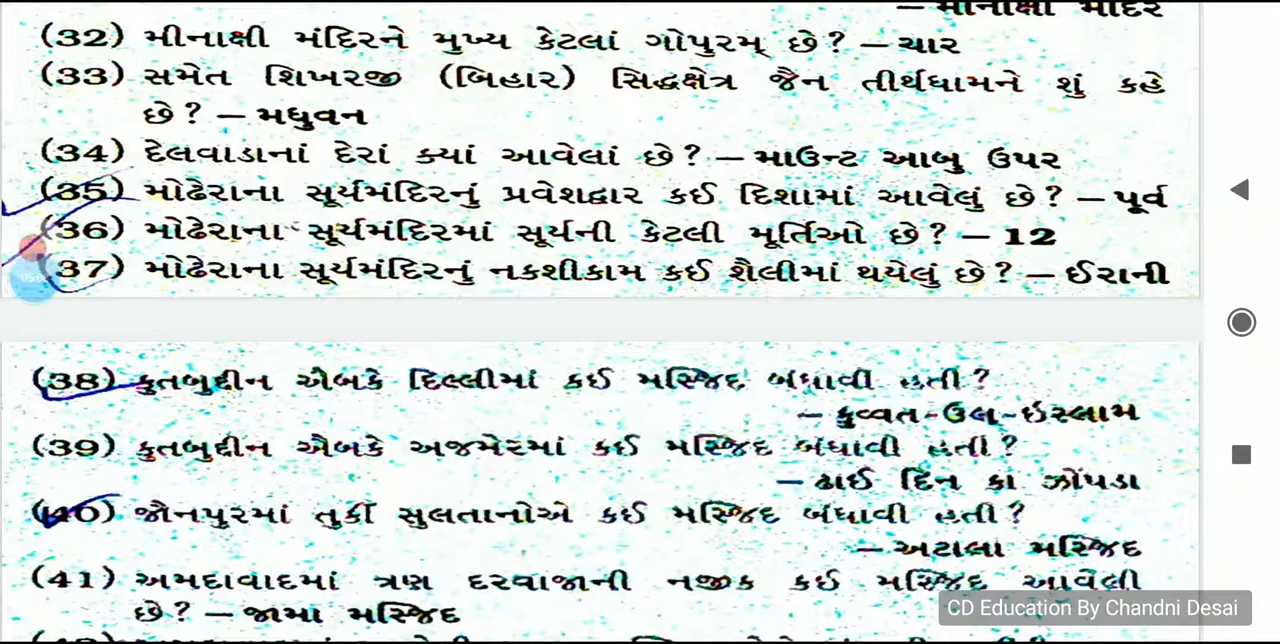 – મીનાક્ષી મંદિર
(32) મીનાક્ષી મંદિરને મુખ્ય કેટલાં ગોપુરમ્ છે? – ચાર
(33) સમેત શિખરજી (બિહાર) સિદ્ધક્ષેત્ર જૈન તીર્થધામને શું કહે
છે? – મધુવન
(34) દેલવાડાનાં દેરાં ક્યાં આવેલાં છે? – માઉન્ટ આબુ ઉપર
(35) મોઢેરાના સૂર્યમંદિરનું પ્રવેશદ્વાર કઈ દિશામાં આવેલું છે? – પૂર્વ
(36) મોઢેરાના સૂર્યમંદિરમાં સૂર્યની કેટલી મૂર્તિઓ છે? – 12
(37) મોઢેરાના સૂર્યમંદિરનું નકશીકામ કઈ શૈલીમાં થયેલું છે? – ઈરાની
(38) કુતબુદ્દીન ઐબકે દિલ્લીમાં કઈ મસ્જિદ બંધાવી હતી?
– કુવ્વત-ઉલ-ઇસ્લામ
(39) કુતબુદ્દીન ઐબકે અજમેરમાં કઈ મસ્જિદ બંધાવી હતી?
– ઢાઈ દિન કા ઝોંપડા
(40) જૌનપુરમાં તુર્કી સુલતાનોએ કઈ મસ્જિદ બંધાવી હતી?
– અટાલા મસ્જિદ
(41) અમદાવાદમાં ત્રણ દરવાજાની નજીક કઈ મસ્જિદ આવેલી
છે? – જામા મસ્જિદ
CD Education By Chandni Desai